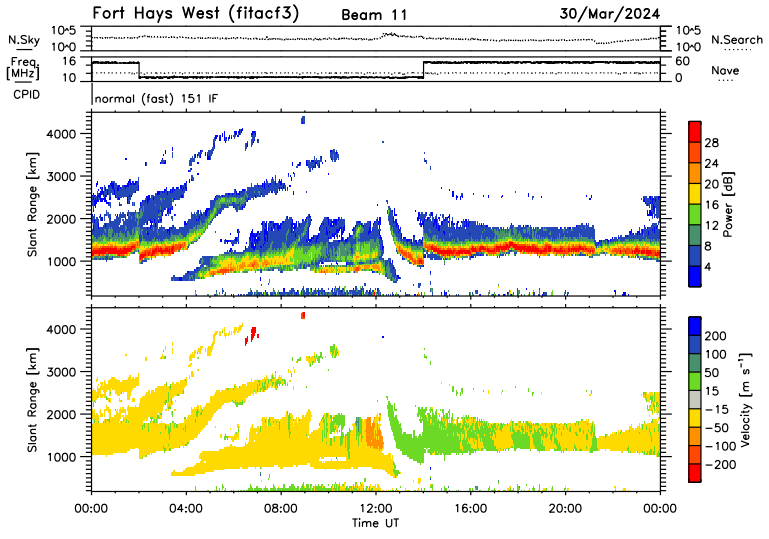 Fort Hays West (fitacf3) Beam 11 30/Mar/2024
N.Sky 10^5 10^0 10^5 10^0 N.Search
Freq. [MHz] 16 10 60 0 Nave
CPID normal (fast) 151 IF
Slant Range [km]
4000
3000
2000
1000
28
24
20
16
12
8
4
Power [dB]
Slant Range [km]
4000
3000
2000
1000
200
100
50
15
-15
-50
-100
-200
Velocity [m s^-1]
00:00 04:00 08:00 12:00 16:00 20:00 00:00
Time UT